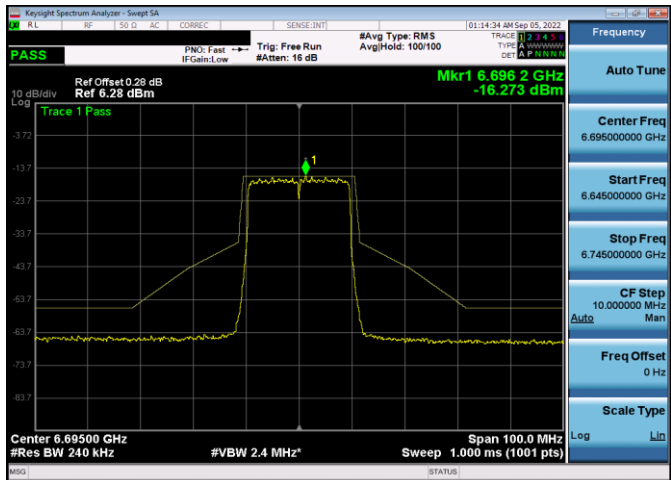 Keysight Spectrum Analyzer - Swept SA
RL RF 50 Ω AC CORREC SENSE:INT 01:14:34 AM Sep 05, 2022
#Avg Type: RMS TRACE 1 2 3 4 5 6
PNO: Fast Trig: Free Run Avg|Hold: 100/100 TYPE A WWWWW
PASS IFGain:Low #Atten: 16 dB DET A P N N N N
Mkr1 6.696 2 GHz
Ref Offset 0.28 dB
10 dB/div Ref 6.28 dBm -16.273 dBm
Log
Trace 1 Pass
1
-3.72
-13.7
-23.7
-33.7
-43.7
-53.7
-63.7
-73.7
-83.7
Center 6.69500 GHz Span 100.0 MHz
#Res BW 240 kHz #VBW 2.4 MHz* Sweep 1.000 ms (1001 pts)
MSG STATUS
Frequency
Auto Tune
Center Freq
6.695000000 GHz
Start Freq
6.645000000 GHz
Stop Freq
6.745000000 GHz
CF Step
10.000000 MHz
Auto Man
Freq Offset
0 Hz
Scale Type
Log Lin